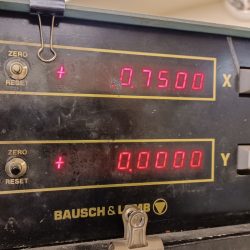 ZERO
RESET
+ 0.7500 X
ZERO
RESET
+ 0.0000 Y
BAUSCH & LOMB